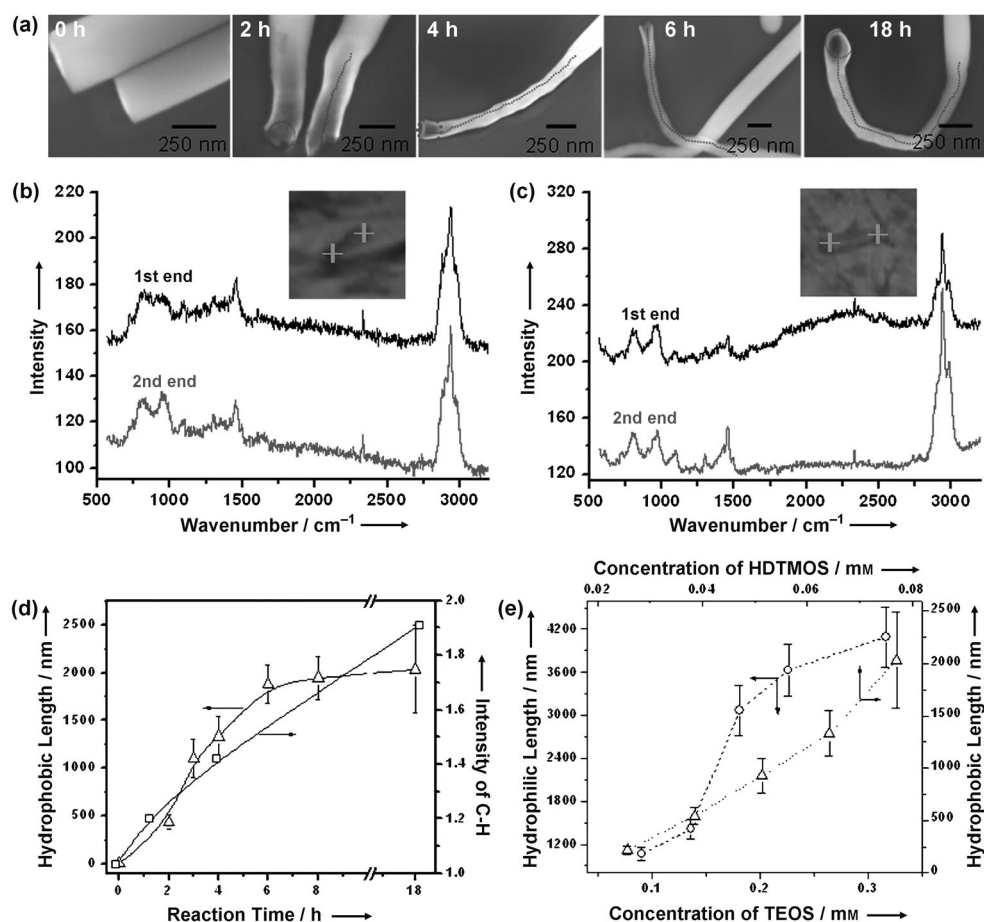 (a) 0 h 2 h 4 h 6 h 18 h
250 nm 250 nm 250 nm 250 nm 250 nm
(b)
220
200
180
160
140
120
100
Intensity
1st end
2nd end
500 1000 1500 2000 2500 3000
Wavenumber / cm–1
(c)
320
280
240
200
160
120
Intensity
1st end
2nd end
500 1000 1500 2000 2500 3000
Wavenumber / cm–1
(d)
2500
2000
1500
1000
500
0
Hydrophobic Length / nm
2.0
1.8
1.6
1.4
1.2
1.0
Intensity of C-H
0 2 4 6 8 18
Reaction Time / h
(e)
Concentration of HDTMOS / mM
0.02 0.04 0.06 0.08
4200
3600
3000
2400
1800
1200
Hydrophilic Length / nm
2500
2000
1500
1000
500
0
Hydrophobic Length / nm
0.1 0.2 0.3
Concentration of TEOS / mM